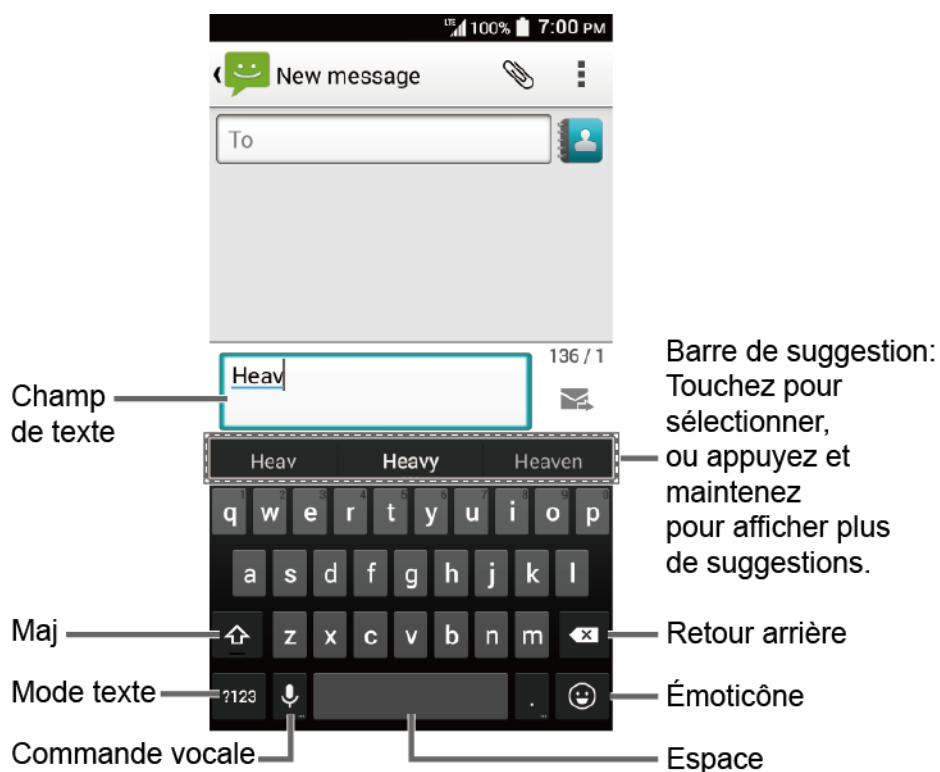 LTE 100% 7:00 PM
New message
To
136 / 1
Heav
Champ
de texte
Barre de suggestion:
Touchez pour
sélectionner,
ou appuyez et
maintenez
pour afficher plus
de suggestions.
Heav Heavy Heaven
1 2 3 4 5 6 7 8 9 0
q w e r t y u i o p
a s d f g h j k l
Maj
z x c v b n m
Retour arrière
Mode texte
?123
.
Émoticône
Commande vocale
Espace